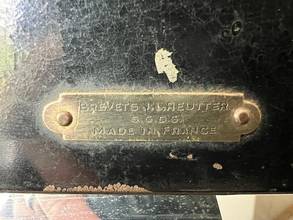 BREVETS J.L. REUTTER
S.G.D.G.
MADE IN FRANCE